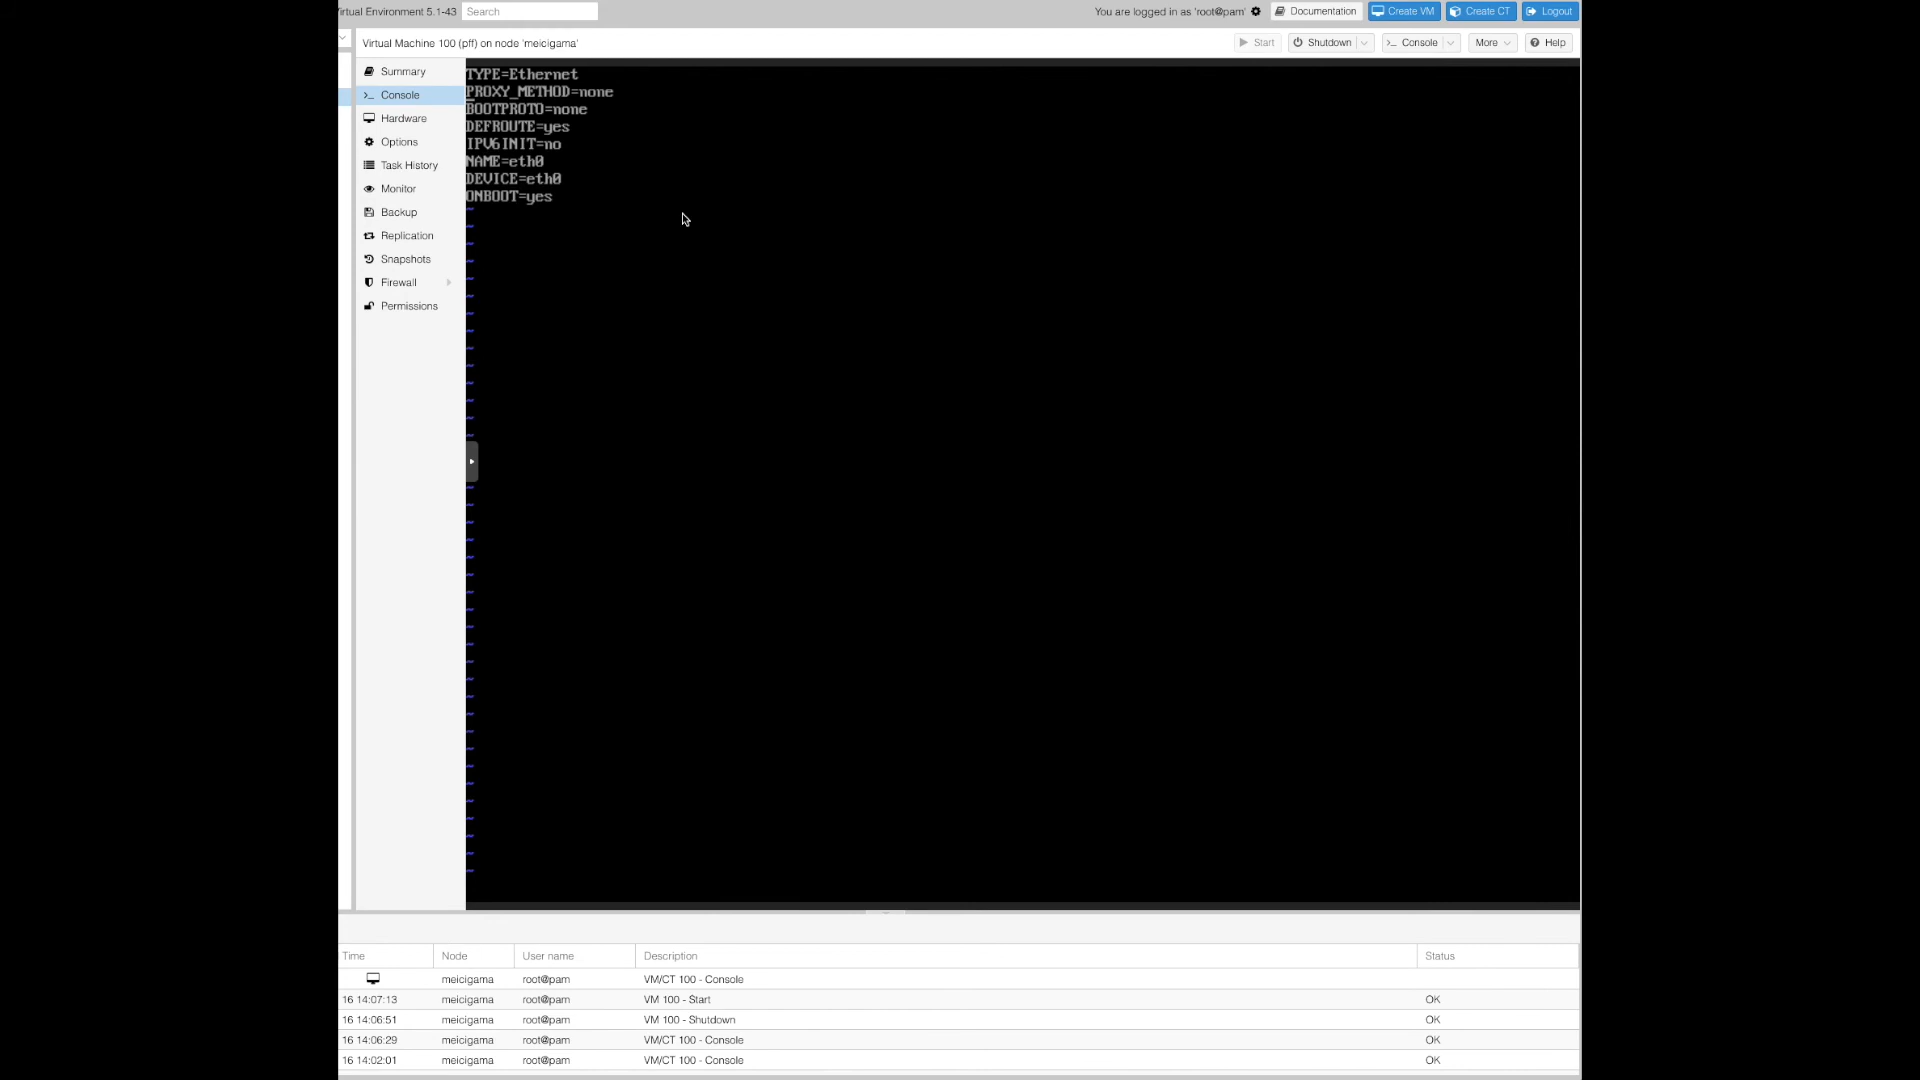 irtual Environment 5.1-43 Search You are logged in as 'root@pam' Documentation Create VM Create CT Logout
Virtual Machine 100 (pff) on node 'meicigama' Start Shutdown Console More Help
Summary
Console
Hardware
Options
Task History
Monitor
Backup
Replication
Snapshots
Firewall
Permissions
TYPE=Ethernet
PROXY_METHOD=none
BOOTPROTO=none
DEFROUTE=yes
IPV6INIT=no
NAME=eth0
DEVICE=eth0
ONBOOT=yes
Time Node User name Description Status
meicigama root@pam VM/CT 100 - Console
16 14:07:13 meicigama root@pam VM 100 - Start OK
16 14:06:51 meicigama root@pam VM 100 - Shutdown OK
16 14:06:29 meicigama root@pam VM/CT 100 - Console OK
16 14:02:01 meicigama root@pam VM/CT 100 - Console OK